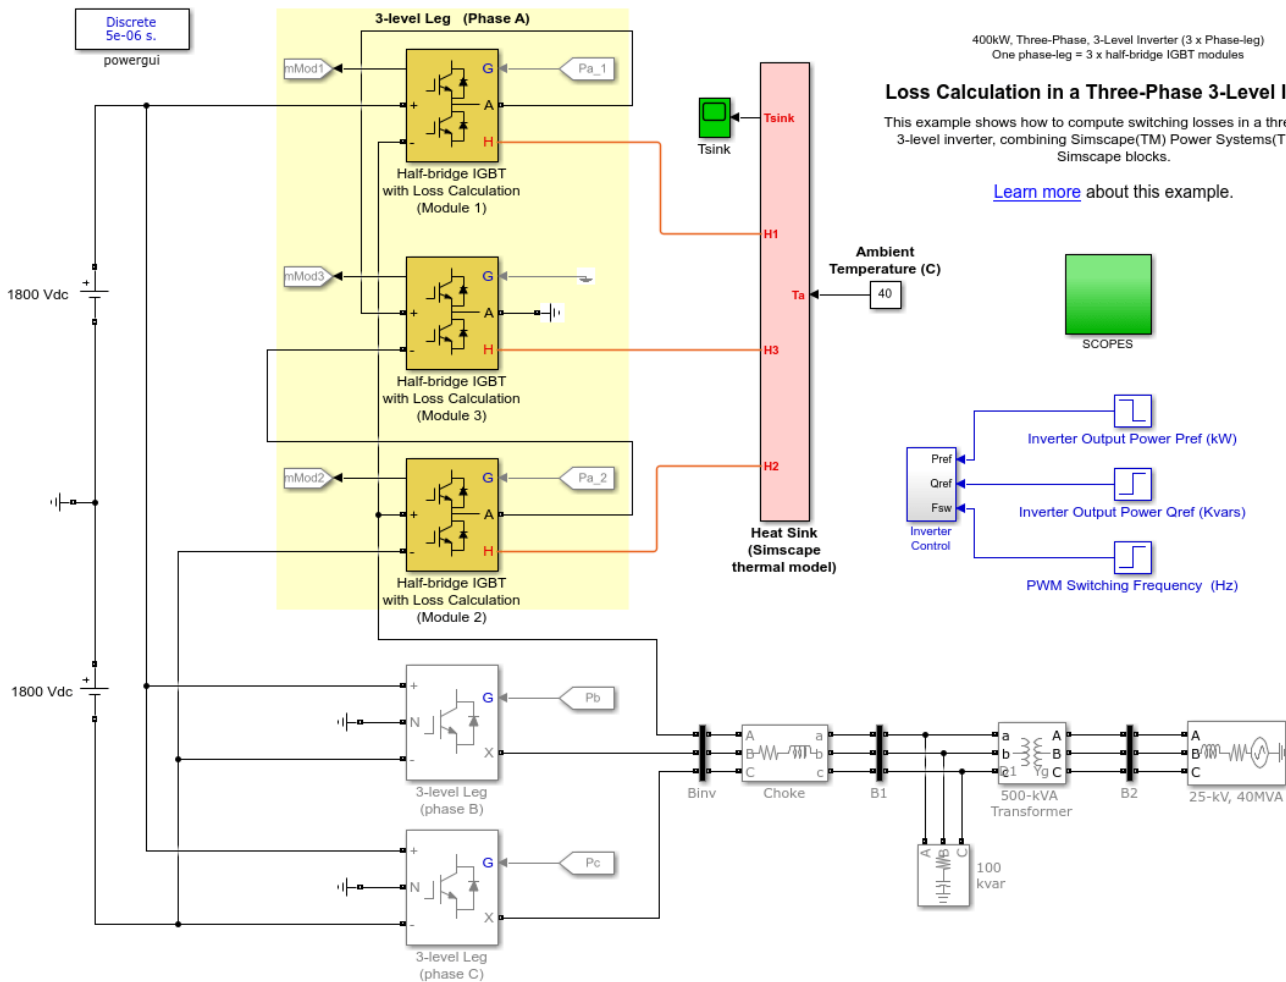 Discrete
5e-06 s.
powergui
3-level Leg   (Phase A)
mMod1
G
Pa_1
+
A
-
H
Half-bridge IGBT
with Loss Calculation
(Module 1)
mMod3
G
+
A
-
H
Half-bridge IGBT
with Loss Calculation
(Module 3)
mMod2
G
Pa_2
+
A
-
H
Half-bridge IGBT
with Loss Calculation
(Module 2)
+
1800 Vdc
+
1800 Vdc
Tsink
Tsink
H1
Ta
H3
H2
Heat Sink
(Simscape
thermal model)
Ambient
Temperature (C)
40
400kW, Three-Phase, 3-Level Inverter (3 x Phase-leg)
One phase-leg = 3 x half-bridge IGBT modules
Loss Calculation in a Three-Phase 3-Level I
This example shows how to compute switching losses in a thre
3-level inverter, combining Simscape(TM) Power Systems(T
Simscape blocks.
Learn more about this example.
SCOPES
Pref
Qref
Fsw
Inverter
Control
Inverter Output Power Pref (kW)
Inverter Output Power Qref (Kvars)
PWM Switching Frequency  (Hz)
+
G
Pb
N
-
X
3-level Leg
(phase B)
+
G
Pc
N
-
X
3-level Leg
(phase C)
Binv
A a
B b
C c
Choke
B1
a A
b B
c C
D1 Yg
500-kVA
Transformer
B2
A
B
C
25-kV, 40MVA
A B C
100
kvar